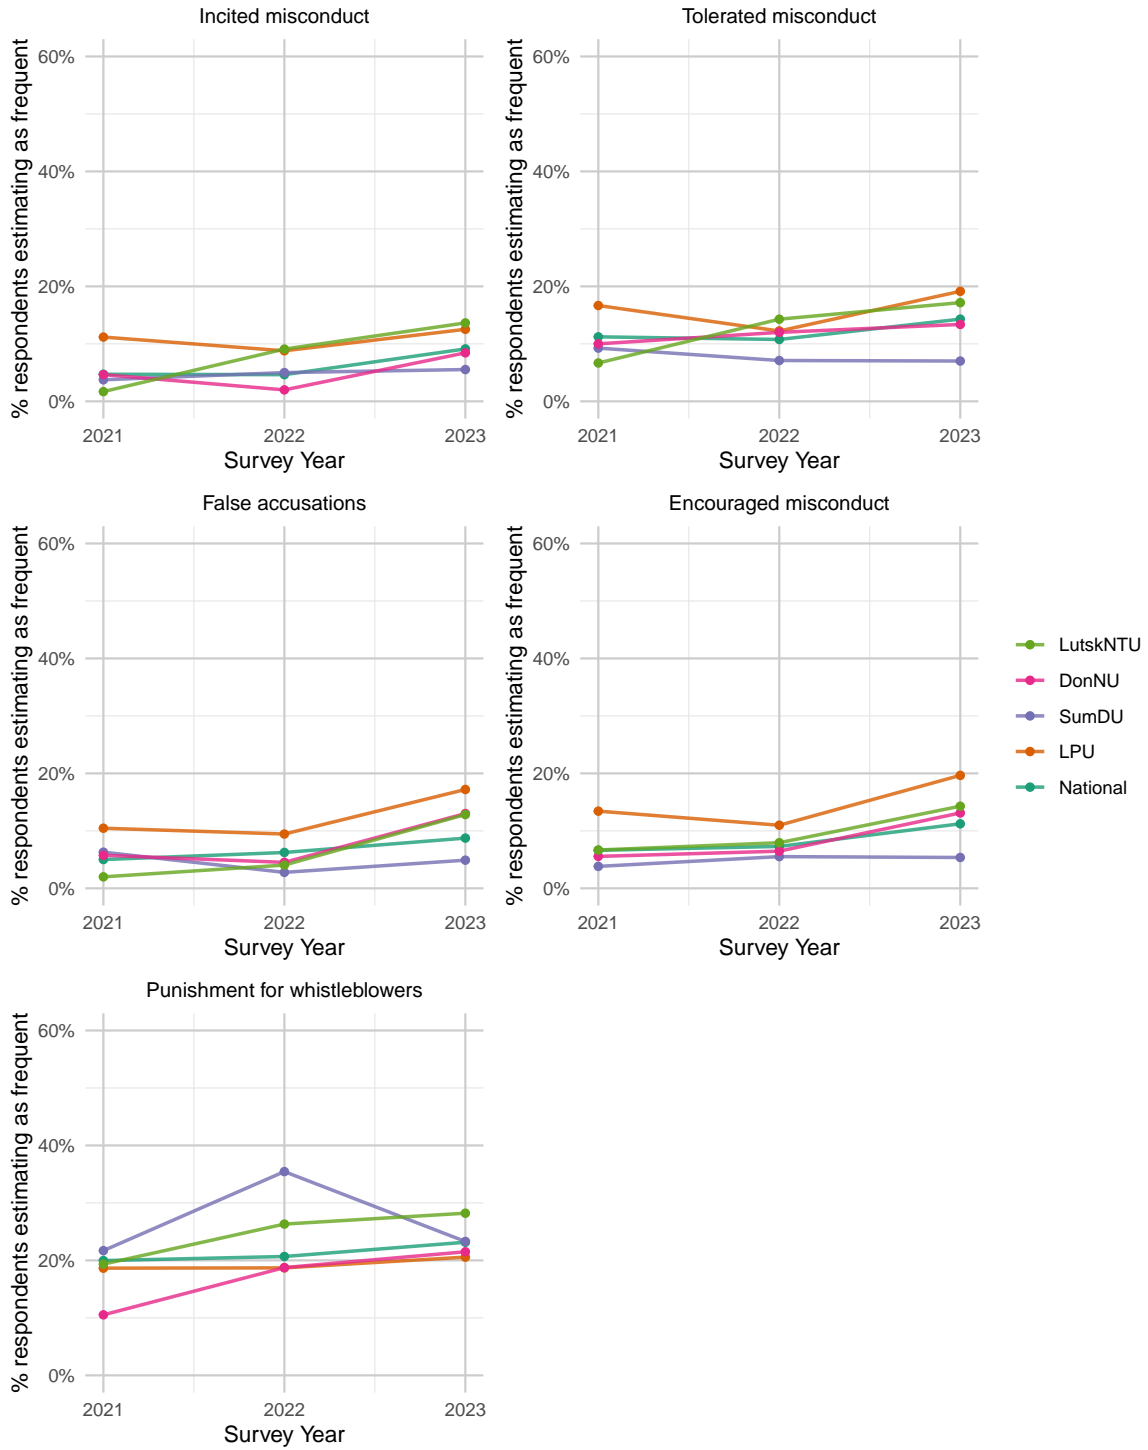 Incited misconduct
% respondents estimating as frequent
60%
40%
20%
0%
2021 2022 2023
Survey Year
Tolerated misconduct
% respondents estimating as frequent
60%
40%
20%
0%
2021 2022 2023
Survey Year
False accusations
% respondents estimating as frequent
60%
40%
20%
0%
2021 2022 2023
Survey Year
Encouraged misconduct
% respondents estimating as frequent
60%
40%
20%
0%
2021 2022 2023
Survey Year
LutskNTU
DonNU
SumDU
LPU
National
Punishment for whistleblowers
% respondents estimating as frequent
60%
40%
20%
0%
2021 2022 2023
Survey Year